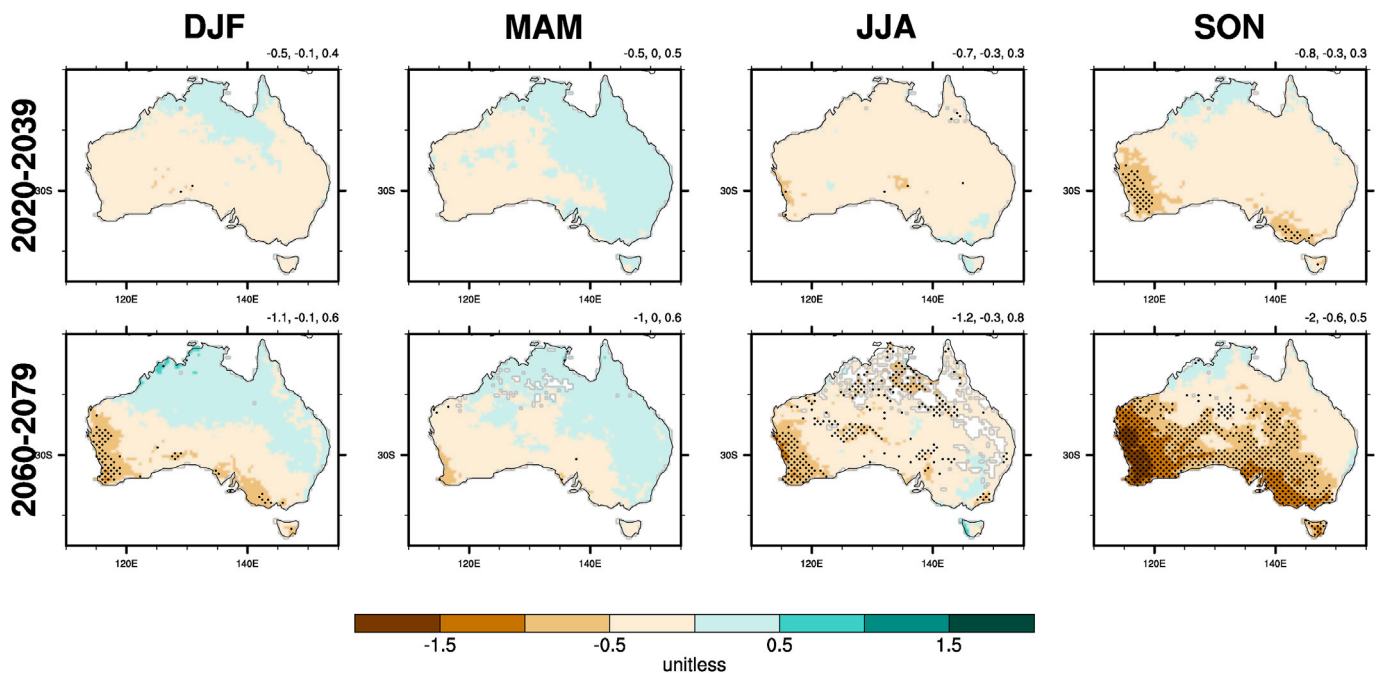 DJF MAM JJA SON
-0.5, -0.1, 0.4 -0.5, 0, 0.5 -0.7, -0.3, 0.3 -0.8, -0.3, 0.3
2020-2039
30S 30S 30S 30S
120E 140E 120E 140E 120E 140E 120E 140E
-1.1, -0.1, 0.6 -1, 0, 0.6 -1.2, -0.3, 0.8 -2, -0.6, 0.5
2060-2079
30S 30S 30S 30S
120E 140E 120E 140E 120E 140E 120E 140E
-1.5 -0.5 0.5 1.5
unitless